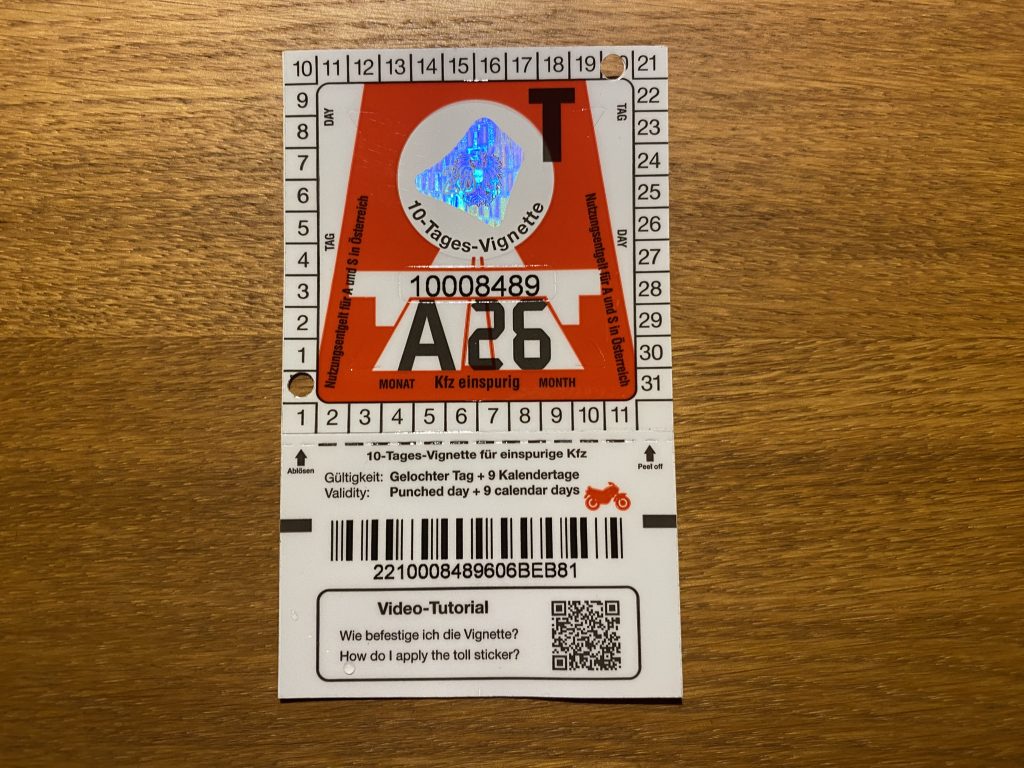 10 11 12 13 14 15 16 17 18 19 20 21
9 22
8 23
7 24
6 25
5 26
4 27
3 28
2 29
1 30
31
1 2 3 4 5 6 7 8 9 10 11
DAY
TAG
TAG
DAY
T
10-Tages-Vignette
Nutzungsentgelt für A und S in Österreich
Nutzungsentgelt für A und S in Österreich
10008489
A26
MONAT Kfz einspurig MONTH
10-Tages-Vignette für einspurige Kfz
Ablösen
Peel off
Gültigkeit: Gelochter Tag + 9 Kalendertage
Validity: Punched day + 9 calendar days
2210008489606BEB81
Video-Tutorial
Wie befestige ich die Vignette?
How do I apply the toll sticker?